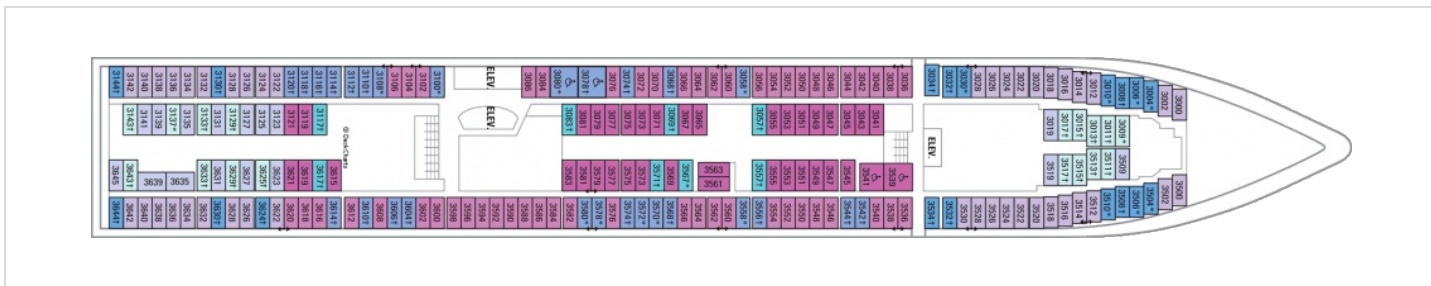 3144† 3142 3140 3138 3136 3134 3132 3130† 3128 3126 3124 3122 3120† 3118† 3116† 3114† 3112† 3110† 3108* 3106 3104 3102 3100* ELEV. 3086 3084 3080* 3078† 3076 3074† 3072 3070 3068† 3066 3064 3062 3060 3058* 3056 3054 3052 3050 3048 3046 3044 3042 3040 3038 3036 3034† 3032† 3030* 3028 3026 3024 3022 3020 3018 3016 3014 3012 3010* 3008† 3006* 3004* 3002 3000
3143† 3141 3139 3137* 3135 3133† 3131 3129† 3127 3125 3123 3121 3119 3117† © Deck Charts ELEV. 3083† 3081 3079 3077 3075 3073 3071 3069† 3067 3065 3057† 3055 3053 3051 3049 3047 3045 3043 3041 ELEV. 3019 3017† 3015† 3013† 3011† 3009*
3645 3643† 3639 3635 3633† 3631 3629† 3627 3625† 3623 3621 3619 3617† 3615 3583 3581 3579 3577 3575 3573 3571† 3569 3567* 3563
3561 3557† 3555 3553 3551 3549 3547 3545 3541 3539 3519 3517† 3515† 3513† 3511† 3509
3644† 3642 3640 3638 3636 3634 3632 3630† 3628 3626 3624† 3622 3620 3618 3616 3614† 3612 3610† 3608 3606† 3604† 3602 3600 3598 3596 3594 3592 3590 3588 3586 3584 3582 3580* 3578* 3576 3574† 3572* 3570* 3568† 3566 3564 3562 3560 3558* 3556† 3554 3552 3550 3548 3546 3544† 3542† 3540 3538 3536 3534† 3532† 3530 3528 3526 3524 3522 3520 3518 3516 3514 3512 3510* 3508† 3506* 3504* 3502 3500